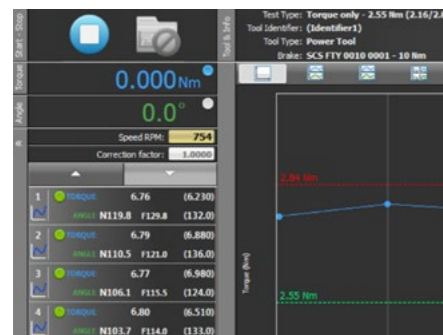 Start - Stop
Torque
Angle
Tool & Info
0.000 Nm
0.0°
Speed RPM: 754
Correction factor: 1.0000
1 TORQUE 6.76 (6.230)
ANGLE N119.8 F129.8 (132.0)
2 TORQUE 6.79 (6.880)
ANGLE N110.5 F121.0 (136.0)
3 TORQUE 6.77 (6.980)
ANGLE N106.1 F115.5 (124.0)
4 TORQUE 6.80 (6.510)
ANGLE N103.7 F114.0 (133.0)
Test Type: Torque only - 2.55 Nm (2.16/2.
Tool Identifier: (Identifier1)
Tool Type: Power Tool
Brake: SCS FTY 0010 0001 - 10 Nm
2.84 Nm
2.55 Nm
Torque (Nm)